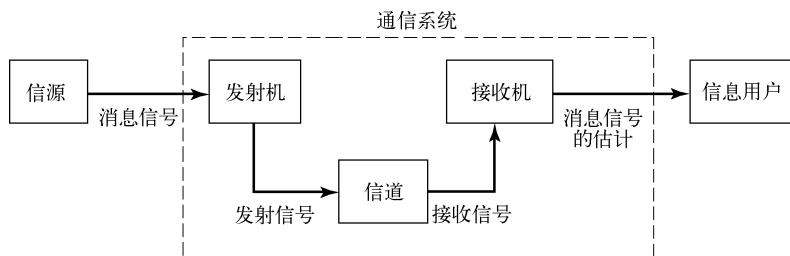 通信系统
信源
消息信号
发射机
发射信号
信道
接收信号
接收机
消息信号
的估计
信息用户